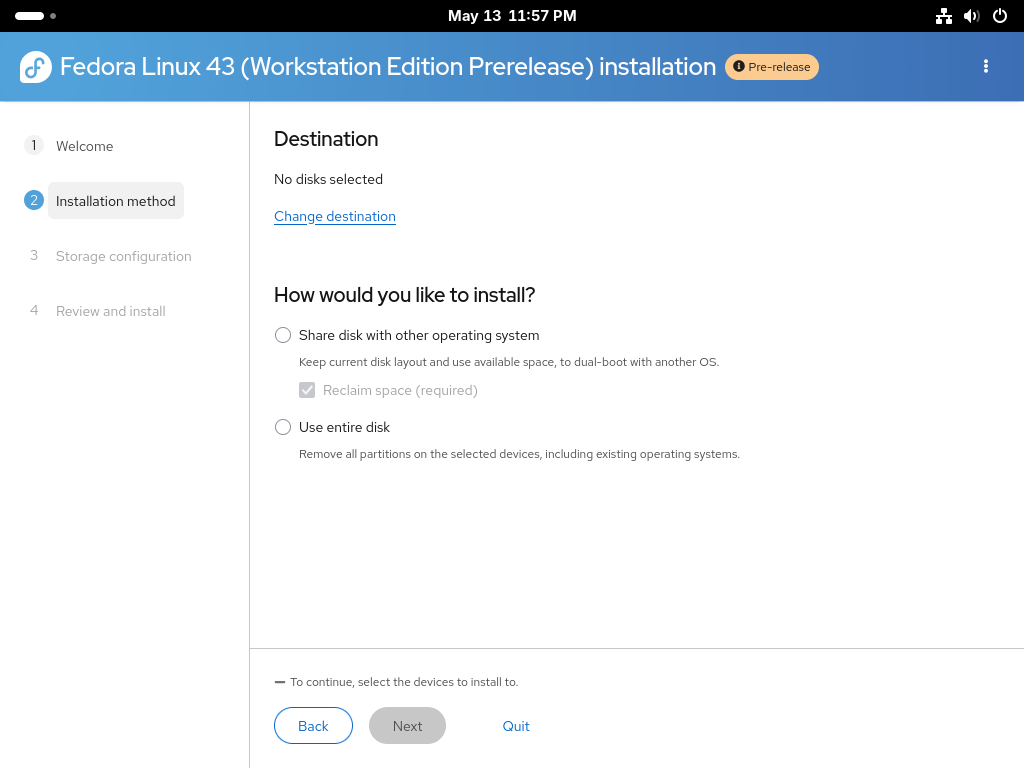 May 13 11:57 PM
Fedora Linux 43 (Workstation Edition Prerelease) installation
Pre-release
1 Welcome
2 Installation method
3 Storage configuration
4 Review and install
Destination
No disks selected
Change destination
How would you like to install?
Share disk with other operating system
Keep current disk layout and use available space, to dual-boot with another OS.
Reclaim space (required)
Use entire disk
Remove all partitions on the selected devices, including existing operating systems.
To continue, select the devices to install to.
Back Next Quit